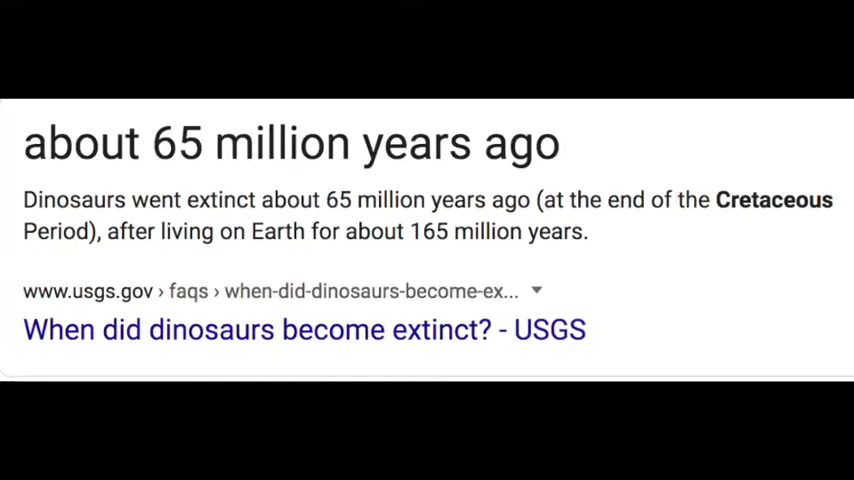 about 65 million years ago
Dinosaurs went extinct about 65 million years ago (at the end of the Cretaceous
Period), after living on Earth for about 165 million years.
www.usgs.gov › faqs › when-did-dinosaurs-become-ex...
When did dinosaurs become extinct? - USGS